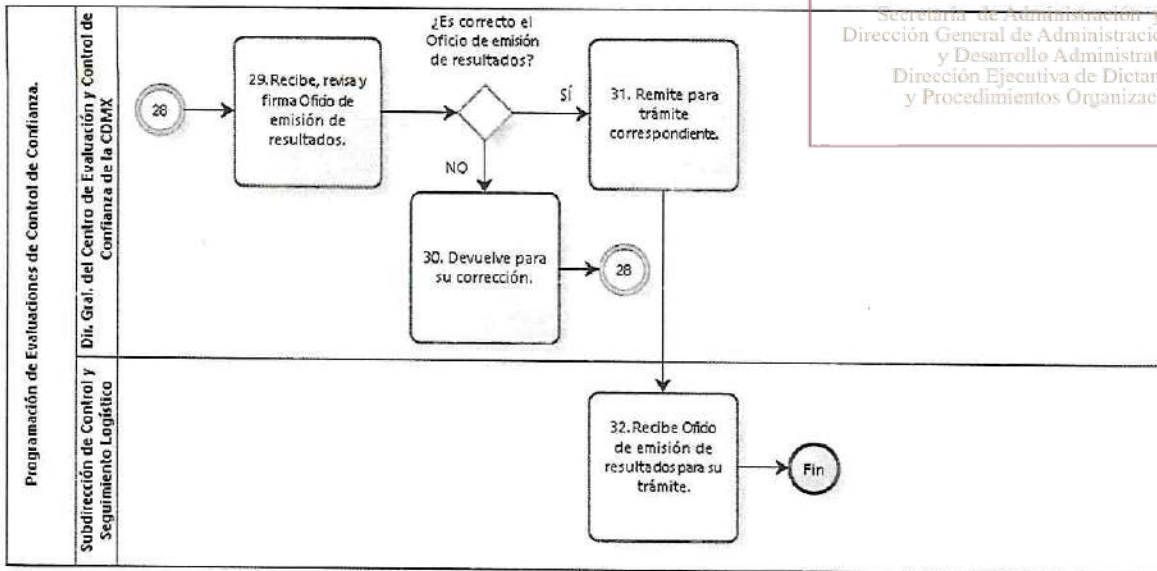 Programación de Evaluaciones de Control de Confianza.
Dir. Gral. del Centro de Evaluación y Control de
Confianza de la CDMX
28
29. Recibe, revisa y
firma Oficio de
emisión de
resultados.
¿Es correcto el
Oficio de emisión
de resultados?
SÍ
NO
31. Remite para
trámite
correspondiente.
30. Devuelve para
su corrección.
28
Subdirección de Control y
Seguimiento Logístico
32. Recibe Oficio
de emisión de
resultados para su
trámite.
Fin
Secretaría de Administración y
Dirección General de Administració
y Desarrollo Administrat
Dirección Ejecutiva de Dictam
y Procedimientos Organizac